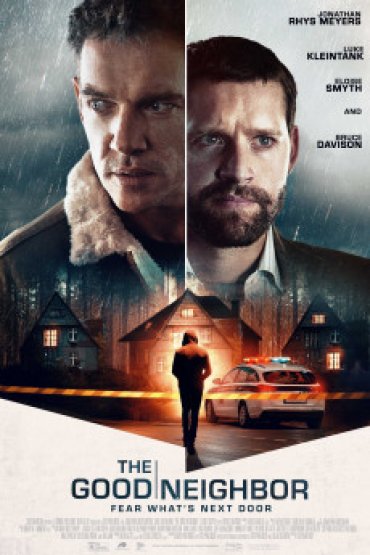 JONATHAN
RHYS MEYERS
LUKE
KLEINTANK
ELOISE
SMYTH
AND
BRUCE
DAVISON
THE
GOOD NEIGHBOR
FEAR WHAT'S NEXT DOOR